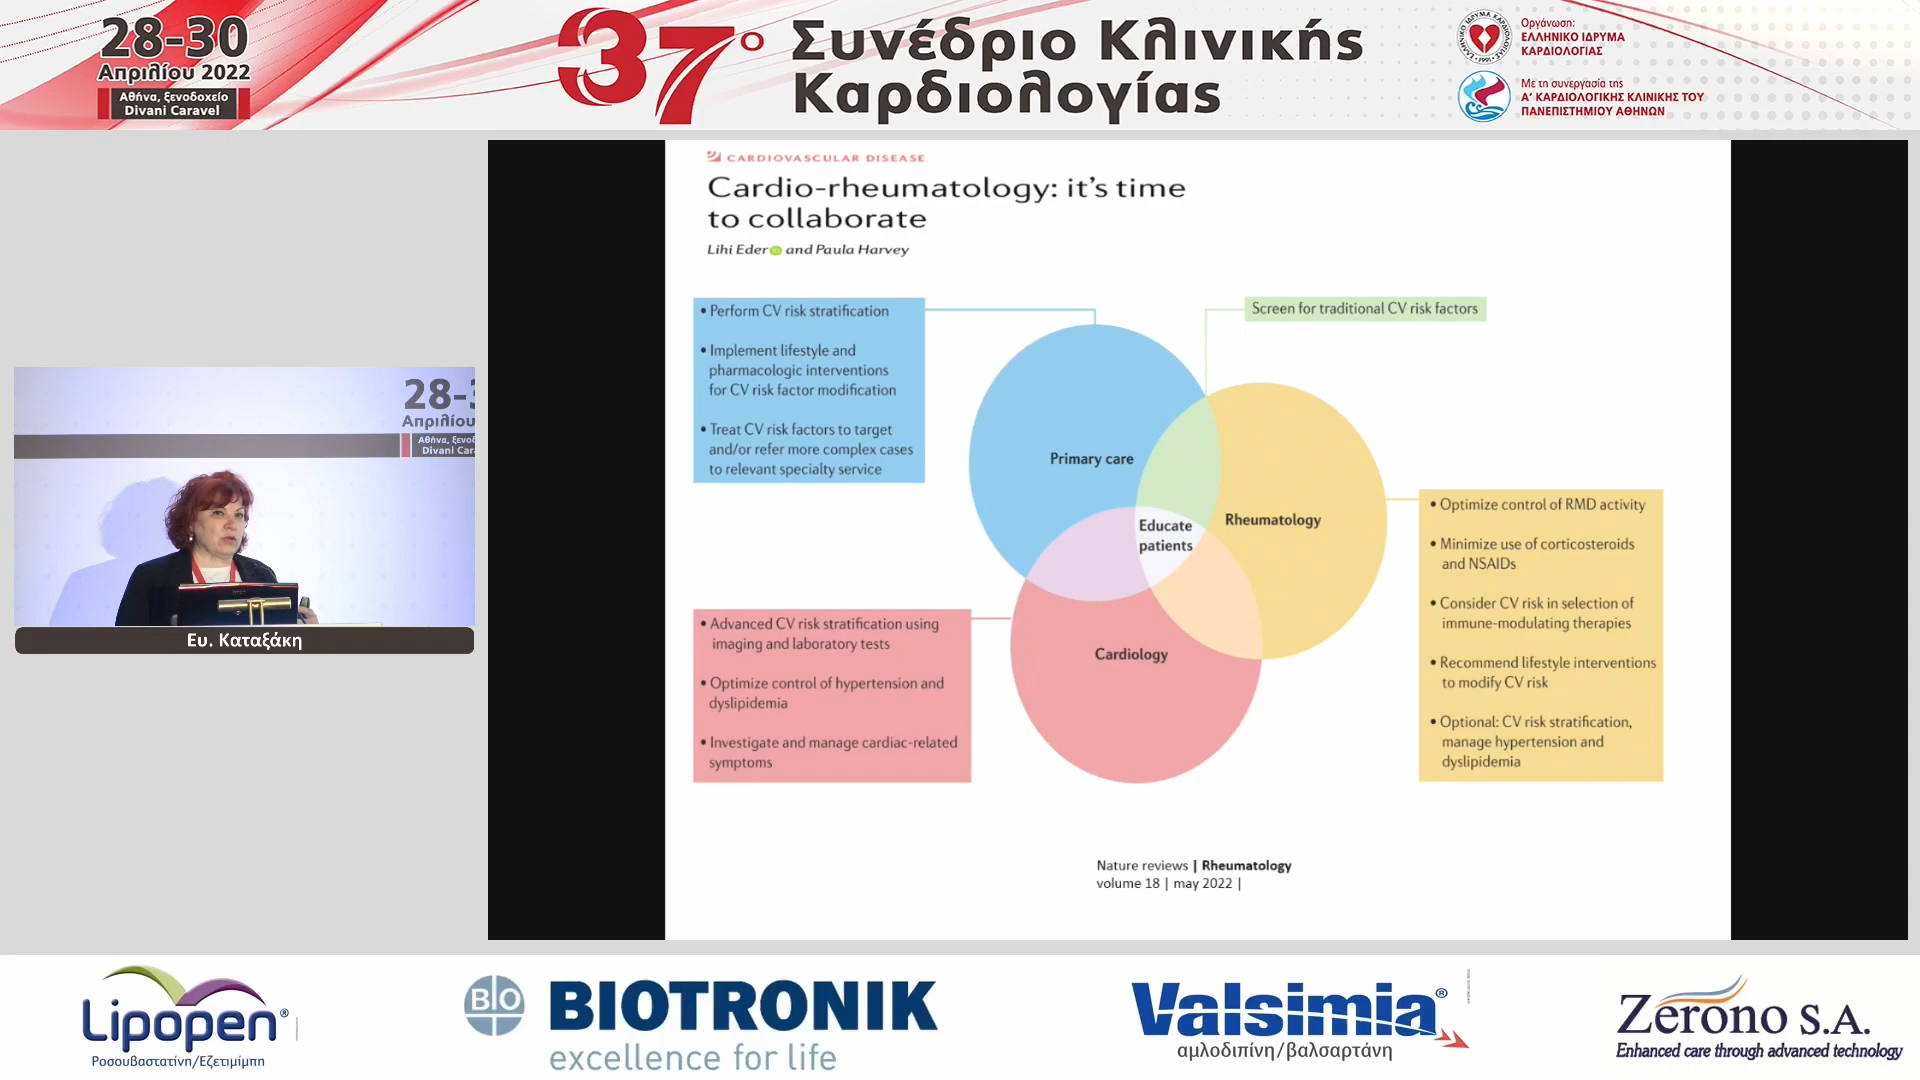 28-30
Απριλίου 2022
Αθήνα, ξενοδοχείο
Divani Caravel
37ο Συνέδριο Κλινικής
Καρδιολογίας
Οργάνωση:
ΕΛΛΗΝΙΚΟ ΙΔΡΥΜΑ
ΚΑΡΔΙΟΛΟΓΙΑΣ
Με τη συνεργασία της
Α' ΚΑΡΔΙΟΛΟΓΙΚΗΣ ΚΛΙΝΙΚΗΣ ΤΟΥ
ΠΑΝΕΠΙΣΤΗΜΙΟΥ ΑΘΗΝΩΝ
28-3
Απριλίου
Αθήνα, ξενοδ
Divani Cara
Ευ. Καταξάκη
CARDIOVASCULAR DISEASE
Cardio-rheumatology: it's time
to collaborate
Lihi Eder and Paula Harvey
• Perform CV risk stratification
• Implement lifestyle and
pharmacologic interventions
for CV risk factor modification
• Treat CV risk factors to target
and/or refer more complex cases
to relevant specialty service
Screen for traditional CV risk factors
Primary care
Rheumatology
Educate
patients
Cardiology
• Optimize control of RMD activity
• Minimize use of corticosteroids
and NSAIDs
• Consider CV risk in selection of
immune-modulating therapies
• Recommend lifestyle interventions
to modify CV risk
• Optional: CV risk stratification,
manage hypertension and
dyslipidemia
• Advanced CV risk stratification using
imaging and laboratory tests
• Optimize control of hypertension and
dyslipidemia
• Investigate and manage cardiac-related
symptoms
Nature reviews | Rheumatology
volume 18 | may 2022 |
Lipopen®
Ροσουβαστατίνη/Εζετιμίμπη
BIO
BIOTRONIK
excellence for life
Valsimia®
αμλοδιπίνη/βαλσαρτάνη
Zerono S.A.
Enhanced care through advanced technology